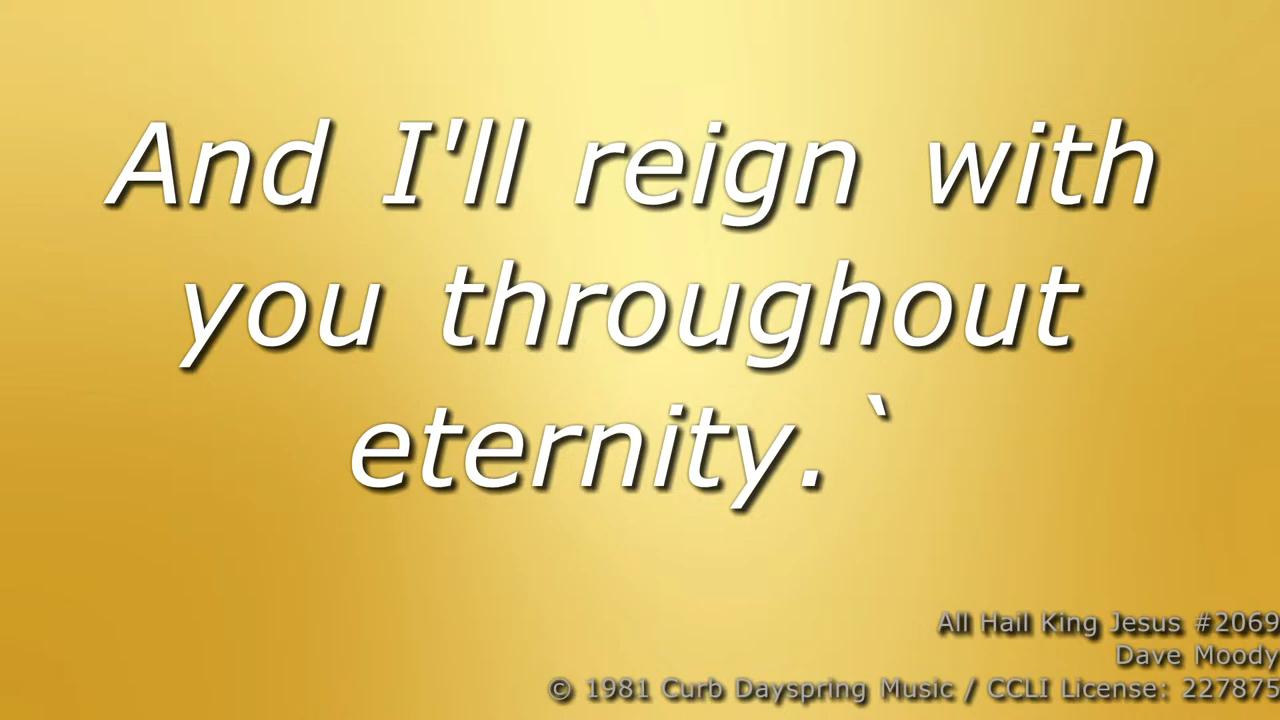 And I'll reign with
you throughout
eternity. `
All Hail King Jesus #2069
Dave Moody
© 1981 Curb Dayspring Music / CCLI License: 227875